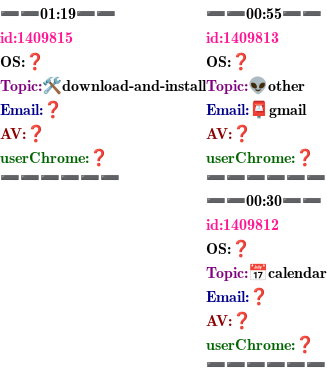 ➖➖01:19➖➖
id:1409815
OS:❓
Topic:🛠️download-and-install
Email:❓
AV:❓
userChrome:❓
➖➖➖➖➖➖
➖➖00:55➖➖
id:1409813
OS:❓
Topic:👽other
Email:📮gmail
AV:❓
userChrome:❓
➖➖➖➖➖➖
➖➖00:30➖➖
id:1409812
OS:❓
Topic:📅calendar
Email:❓
AV:❓
userChrome:❓
➖➖➖➖➖➖